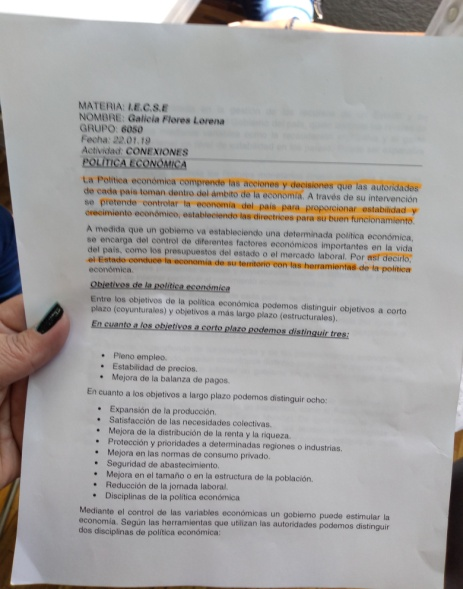 MATERIA: I.E.C.S.E
NOMBRE: Galicia Flores Lorena
GRUPO: 6050
Fecha: 22.01.19
Actividad: CONEXIONES
POLÍTICA ECONÓMICA
La Política económica comprende las acciones y decisiones que las autoridades
de cada país toman dentro del ámbito de la economía. A través de su intervención
se pretende controlar la economía del país para proporcionar estabilidad y
crecimiento económico, estableciendo las directrices para su buen funcionamiento.
A medida que un gobierno va estableciendo una determinada política económica,
se encarga del control de diferentes factores económicos importantes en la vida
del país, como los presupuestos del estado o el mercado laboral. Por así decirlo,
el Estado conduce la economía de su territorio con las herramientas de la política
económica.
Objetivos de la política económica
Entre los objetivos de la política económica podemos distinguir objetivos a corto
plazo (coyunturales) y objetivos a más largo plazo (estructurales).
En cuanto a los objetivos a corto plazo podemos distinguir tres:
• Pleno empleo.
• Estabilidad de precios.
• Mejora de la balanza de pagos.
En cuanto a los objetivos a largo plazo podemos distinguir ocho:
• Expansión de la producción.
• Satisfacción de las necesidades colectivas.
• Mejora de la distribución de la renta y la riqueza.
• Protección y prioridades a determinadas regiones o industrias.
• Mejora en las normas de consumo privado.
• Seguridad de abastecimiento.
• Mejora en el tamaño o en la estructura de la población.
• Reducción de la jornada laboral.
• Disciplinas de la política económica
Mediante el control de las variables económicas un gobierno puede estimular la
economía. Según las herramientas que utilizan las autoridades podemos distinguir
dos disciplinas de política económica: